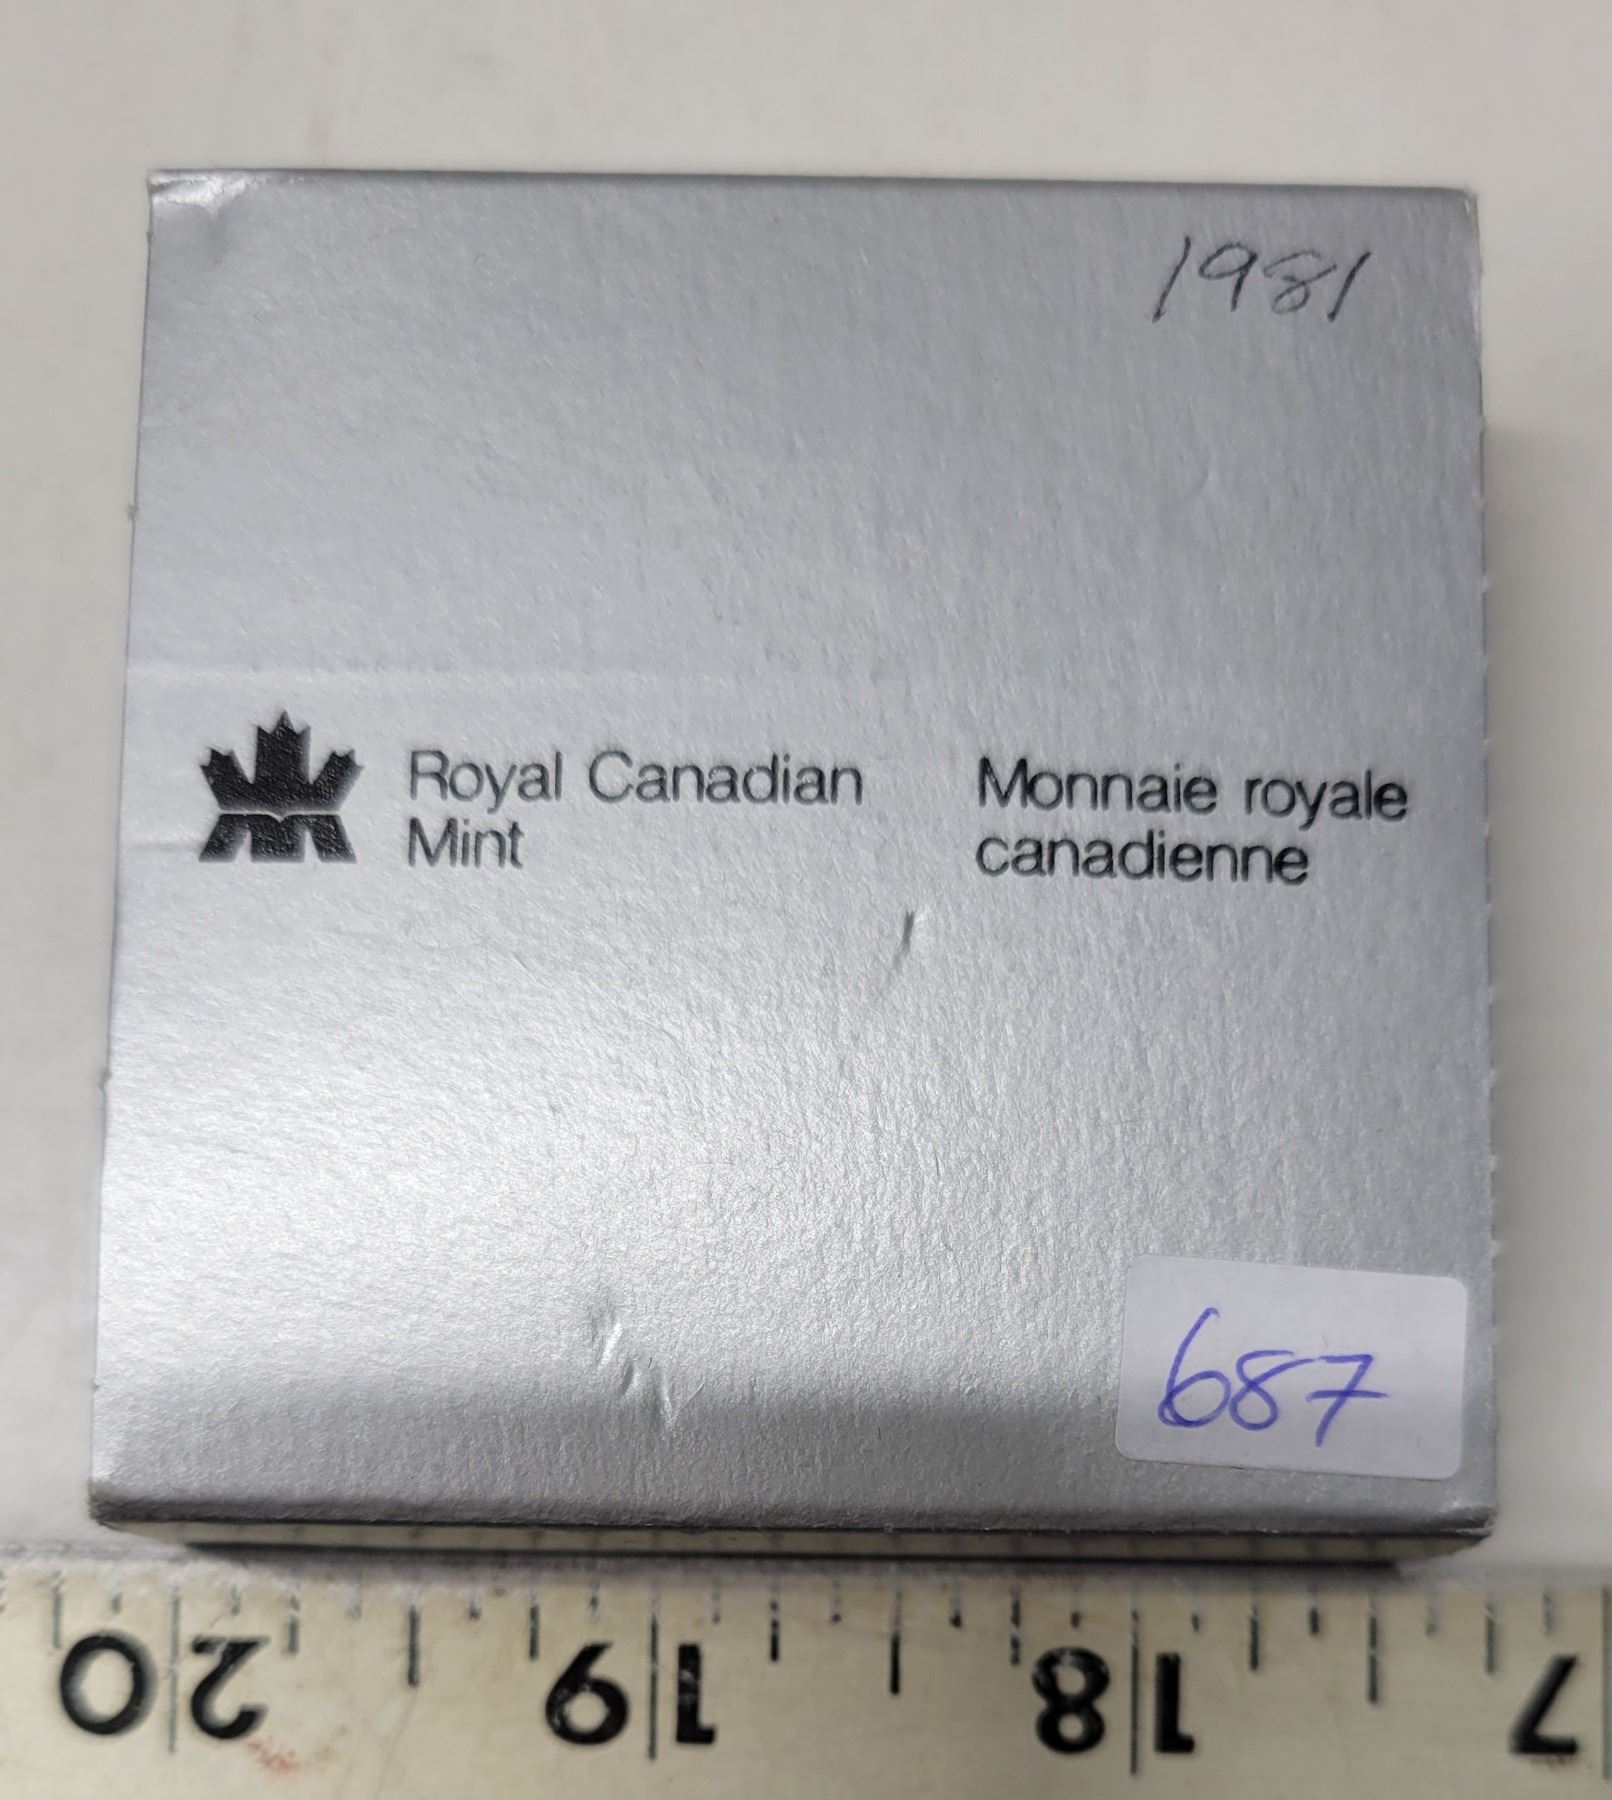 1981
Royal Canadian
Mint
Monnaie royale
canadienne
687
20 19 18 7